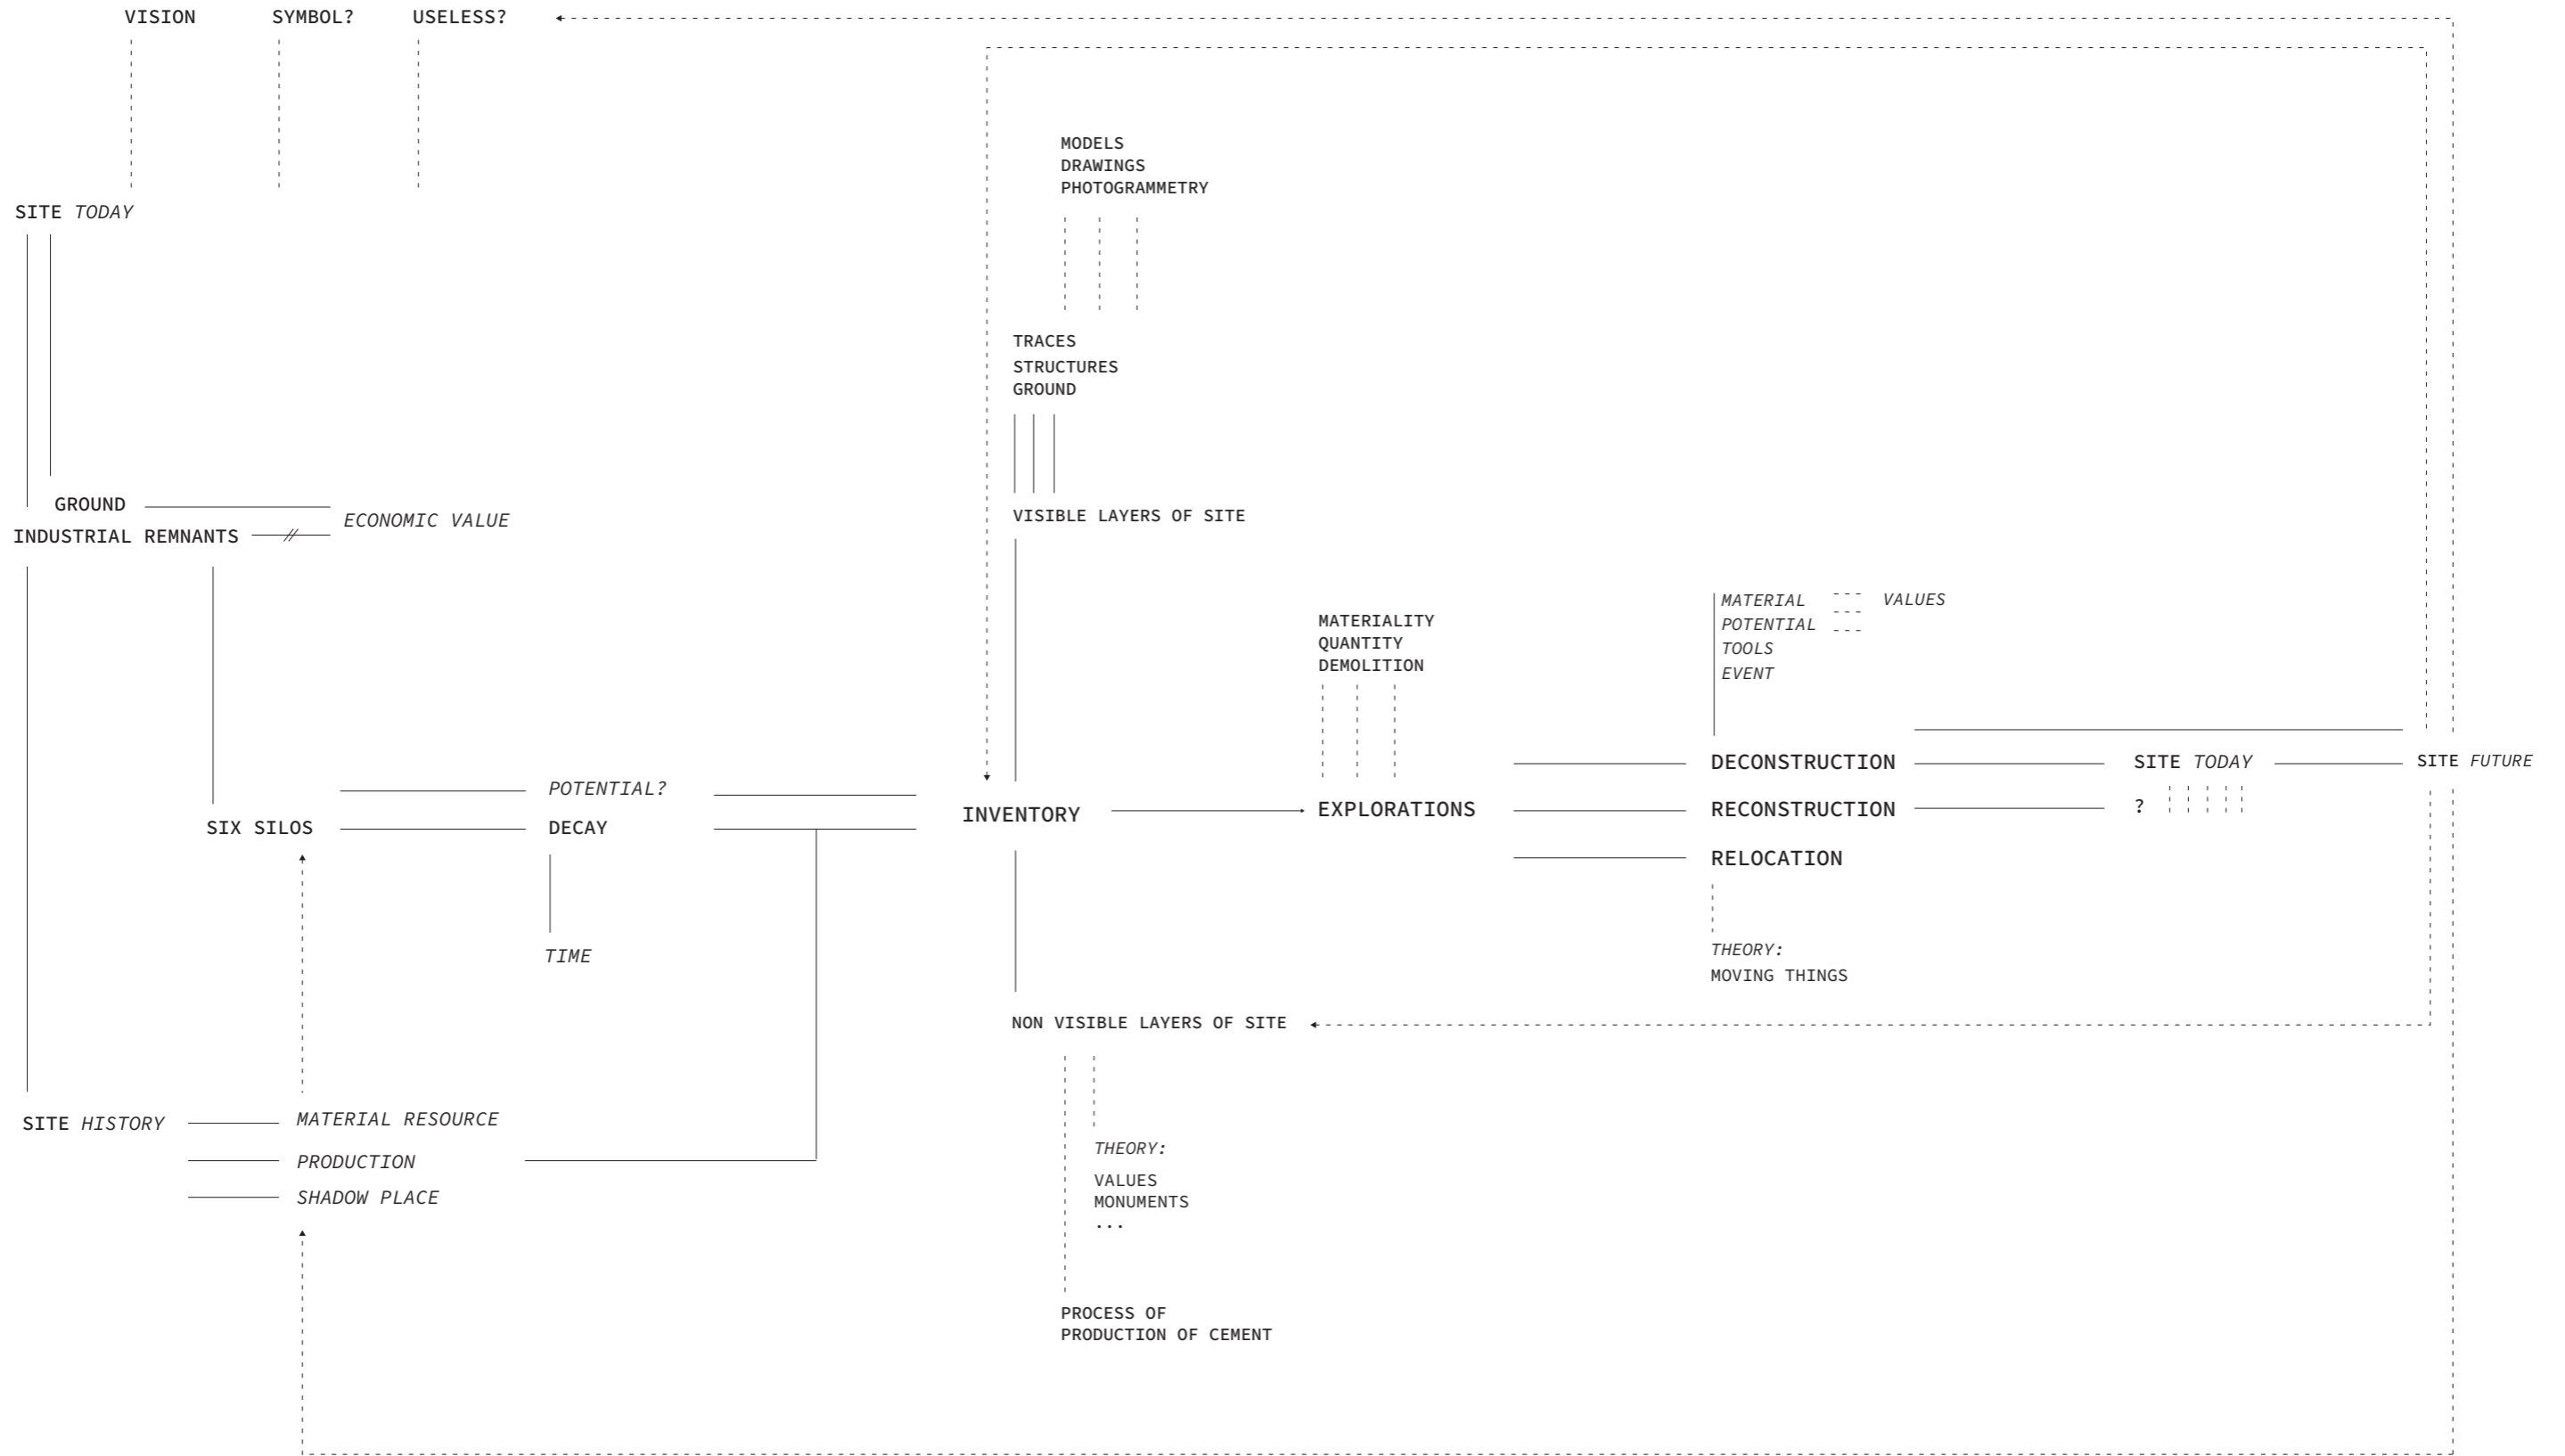 VISION
SYMBOL?
USELESS?
SITE TODAY
GROUND
INDUSTRIAL REMNANTS
ECONOMIC VALUE
SIX SILOS
POTENTIAL?
DECAY
TIME
SITE HISTORY
MATERIAL RESOURCE
PRODUCTION
SHADOW PLACE
MODELS
DRAWINGS
PHOTOGRAMMETRY
TRACES
STRUCTURES
GROUND
VISIBLE LAYERS OF SITE
INVENTORY
NON VISIBLE LAYERS OF SITE
THEORY:
VALUES
MONUMENTS
...
PROCESS OF
PRODUCTION OF CEMENT
MATERIALITY
QUANTITY
DEMOLITION
EXPLORATIONS
MATERIAL
POTENTIAL
TOOLS
EVENT
VALUES
DECONSTRUCTION
RECONSTRUCTION
RELOCATION
THEORY:
MOVING THINGS
SITE TODAY
?
SITE FUTURE